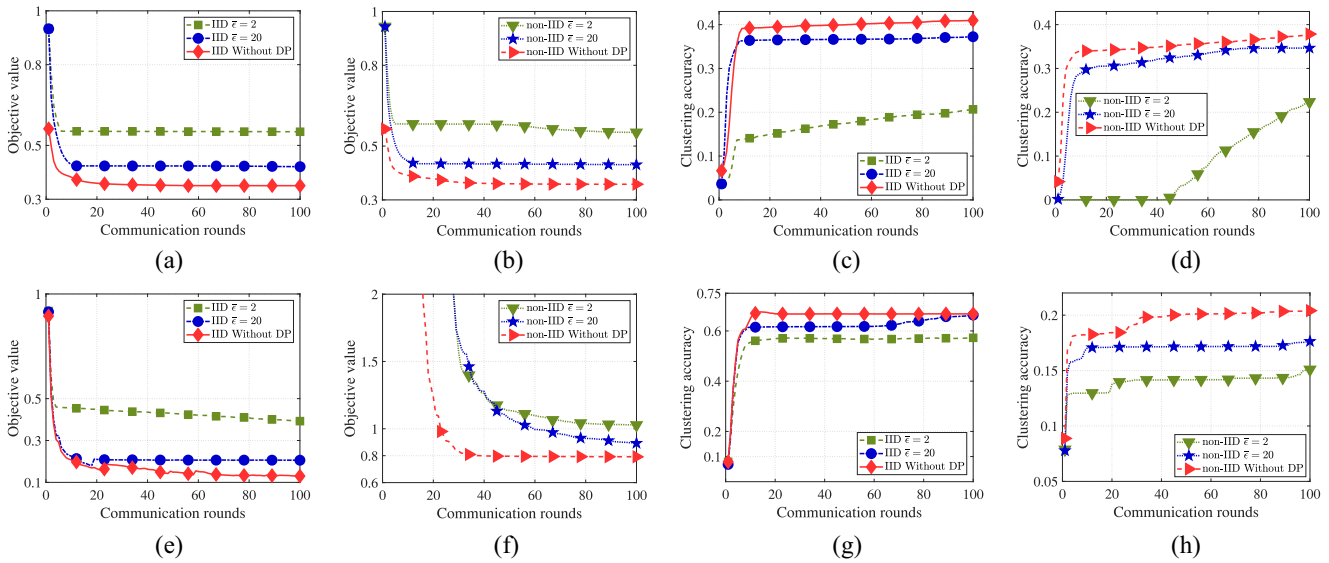 1
0.5
0.3
Objective value
0 20 40 60 80 100
Communication rounds
IID ε̄ = 2
IID ε̄ = 20
IID Without DP
(a)
1
0.5
0.3
Objective value
0 20 40 60 80 100
Communication rounds
non-IID ε̄ = 2
non-IID ε̄ = 20
non-IID Without DP
(b)
0.4
0.3
0.2
0.1
0
Clustering accuracy
0 20 40 60 80 100
Communication rounds
IID ε̄ = 2
IID ε̄ = 20
IID Without DP
(c)
0.4
0.3
0.2
0.1
0
Clustering accuracy
0 20 40 60 80 100
Communication rounds
non-IID ε̄ = 2
non-IID ε̄ = 20
non-IID Without DP
(d)
1
0.5
0.3
0.1
Objective value
0 20 40 60 80 100
Communication rounds
IID ε̄ = 2
IID ε̄ = 20
IID Without DP
(e)
2
1.5
1
0.8
0.6
Objective value
0 20 40 60 80 100
Communication rounds
non-IID ε̄ = 2
non-IID ε̄ = 20
non-IID Without DP
(f)
0.75
0.6
0.4
0.2
0.1
Clustering accuracy
0 20 40 60 80 100
Communication rounds
IID ε̄ = 2
IID ε̄ = 20
IID Without DP
(g)
0.2
0.15
0.1
0.05
Clustering accuracy
0 20 40 60 80 100
Communication rounds
non-IID ε̄ = 2
non-IID ε̄ = 20
non-IID Without DP
(h)